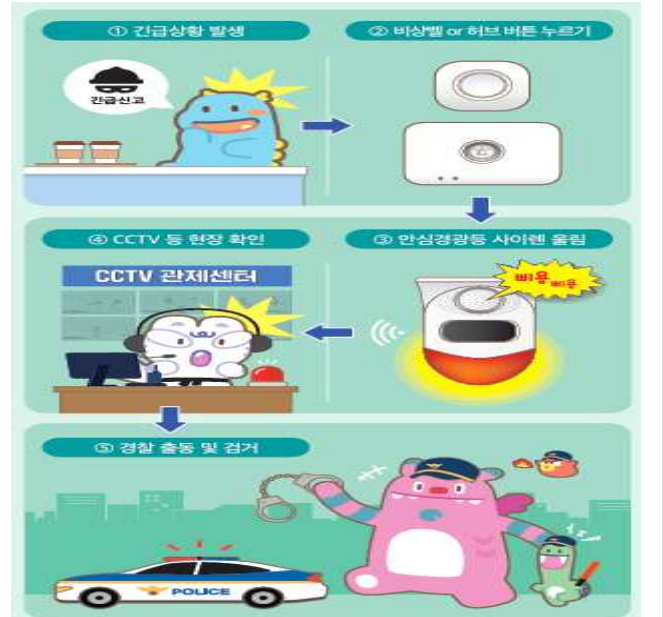 ① 긴급상황 발생
긴급신고
② 비상벨 or 허브 버튼 누르기
③ 안심경광등 사이렌 울림
삐용삐용
④ CCTV 등 현장 확인
CCTV 관제센터
⑤ 경찰 출동 및 검거
POLICE